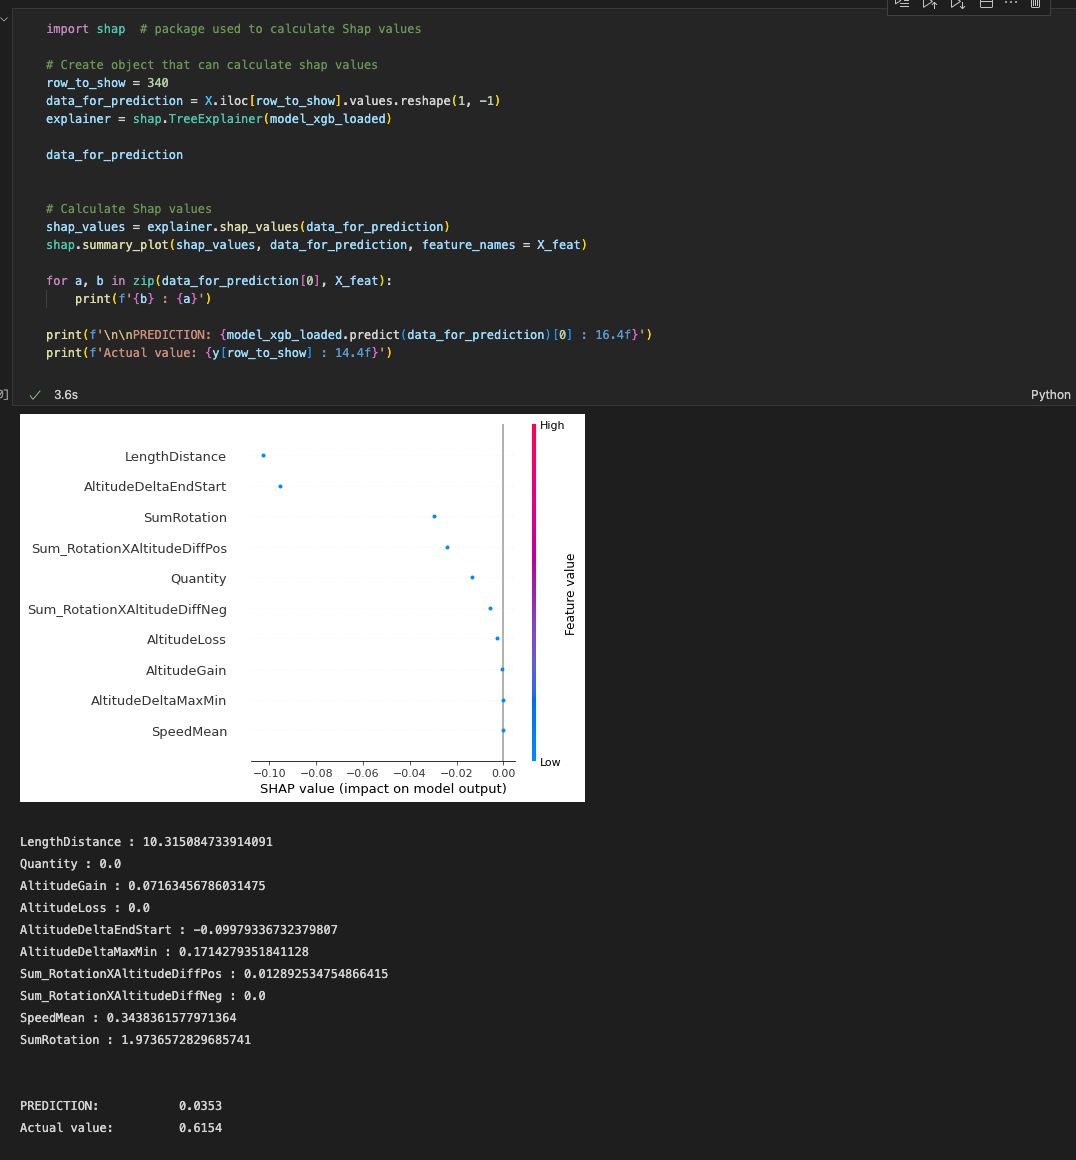 import shap  # package used to calculate Shap values
# Create object that can calculate shap values
row_to_show = 340
data_for_prediction = X.iloc[row_to_show].values.reshape(1, -1)
explainer = shap.TreeExplainer(model_xgb_loaded)
data_for_prediction
# Calculate Shap values
shap_values = explainer.shap_values(data_for_prediction)
shap.summary_plot(shap_values, data_for_prediction, feature_names = X_feat)
for a, b in zip(data_for_prediction[0], X_feat):
    print(f'{b} : {a}')
print(f'\n\nPREDICTION: {model_xgb_loaded.predict(data_for_prediction)[0] : 16.4f}')
print(f'Actual value: {y[row_to_show] : 14.4f}')
] 3.6s Python
High
LengthDistance
AltitudeDeltaEndStart
SumRotation
Sum_RotationXAltitudeDiffPos
Quantity
Sum_RotationXAltitudeDiffNeg
AltitudeLoss
AltitudeGain
AltitudeDeltaMaxMin
SpeedMean
Feature value
Low
−0.10 −0.08 −0.06 −0.04 −0.02 0.00
SHAP value (impact on model output)
LengthDistance : 10.315084733914091
Quantity : 0.0
AltitudeGain : 0.07163456786031475
AltitudeLoss : 0.0
AltitudeDeltaEndStart : -0.09979336732379807
AltitudeDeltaMaxMin : 0.1714279351841128
Sum_RotationXAltitudeDiffPos : 0.012892534754866415
Sum_RotationXAltitudeDiffNeg : 0.0
SpeedMean : 0.3438361577971364
SumRotation : 1.9736572829685741
PREDICTION:           0.0353
Actual value:         0.6154